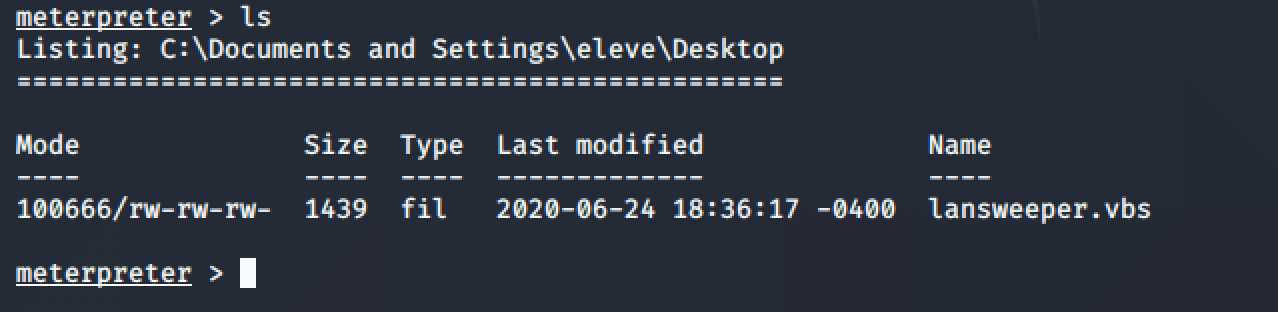 meterpreter > ls
Listing: C:\Documents and Settings\eleve\Desktop
================================================
Mode Size Type Last modified Name
---- ---- ---- ------------- ----
100666/rw-rw-rw- 1439 fil 2020-06-24 18:36:17 -0400 lansweeper.vbs
meterpreter >